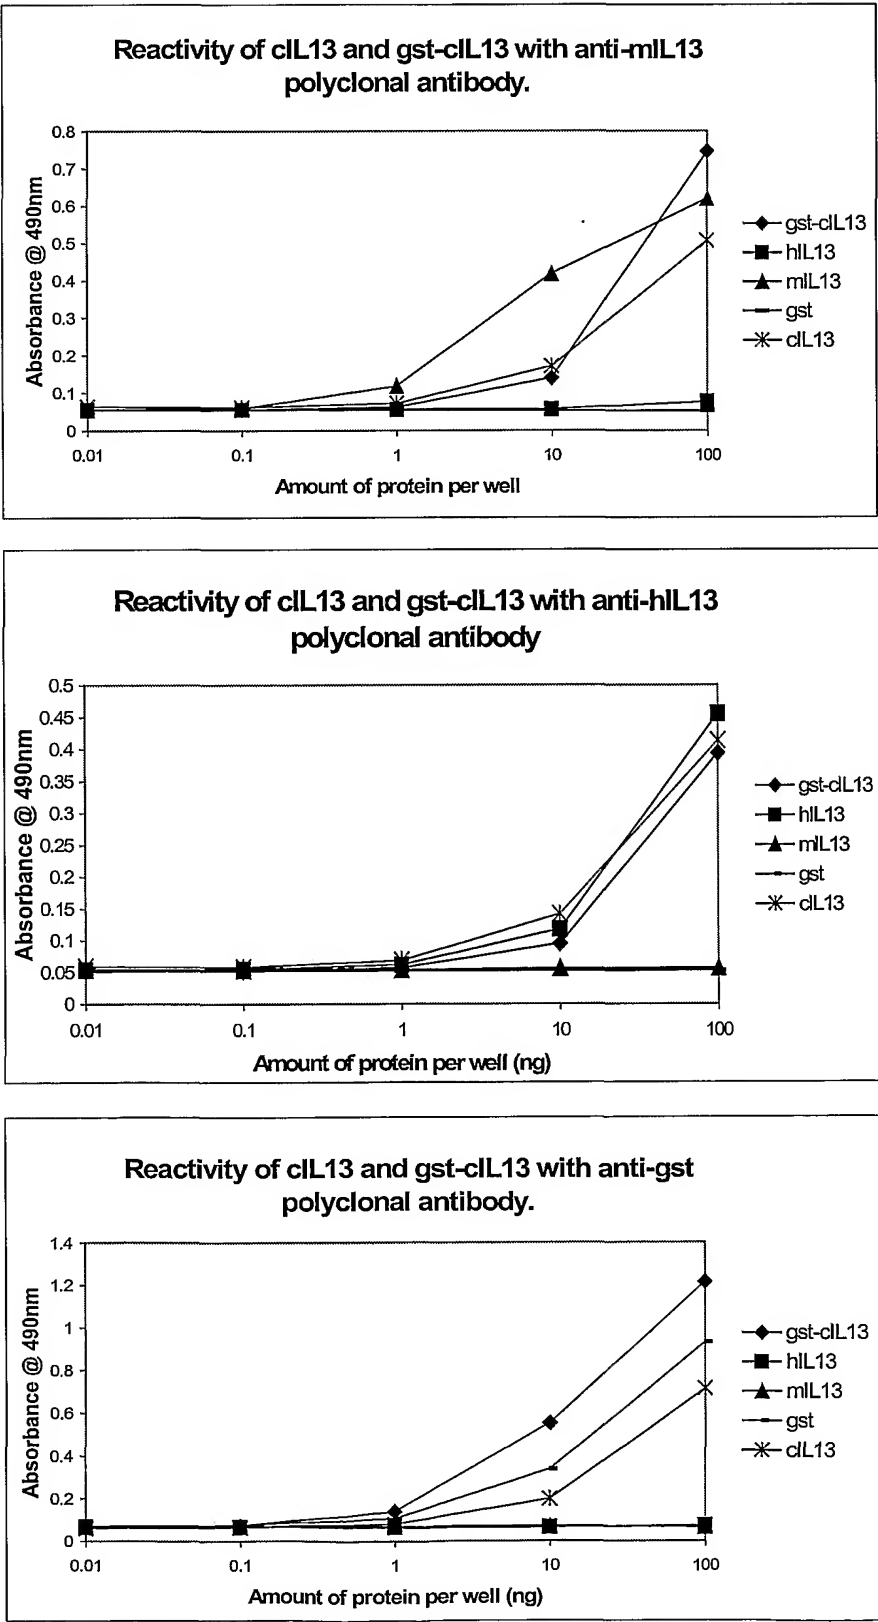 Reactivity of cIL13 and gst-cIL13 with anti-mIL13
polyclonal antibody.
0.8
0.7
0.6
0.5
0.4
0.3
0.2
0.1
0
Absorbance @ 490nm
0.01 0.1 1 10 100
Amount of protein per well
gst-cIL13
hIL13
mIL13
gst
cIL13
Reactivity of cIL13 and gst-cIL13 with anti-hIL13
polyclonal antibody
0.5
0.45
0.4
0.35
0.3
0.25
0.2
0.15
0.1
0.05
0
Absorbance @ 490nm
0.01 0.1 1 10 100
Amount of protein per well (ng)
gst-cIL13
hIL13
mIL13
gst
cIL13
Reactivity of cIL13 and gst-cIL13 with anti-gst
polyclonal antibody.
1.4
1.2
1
0.8
0.6
0.4
0.2
0
Absorbance @ 490nm
0.01 0.1 1 10 100
Amount of protein per well (ng)
gst-cIL13
hIL13
mIL13
gst
cIL13